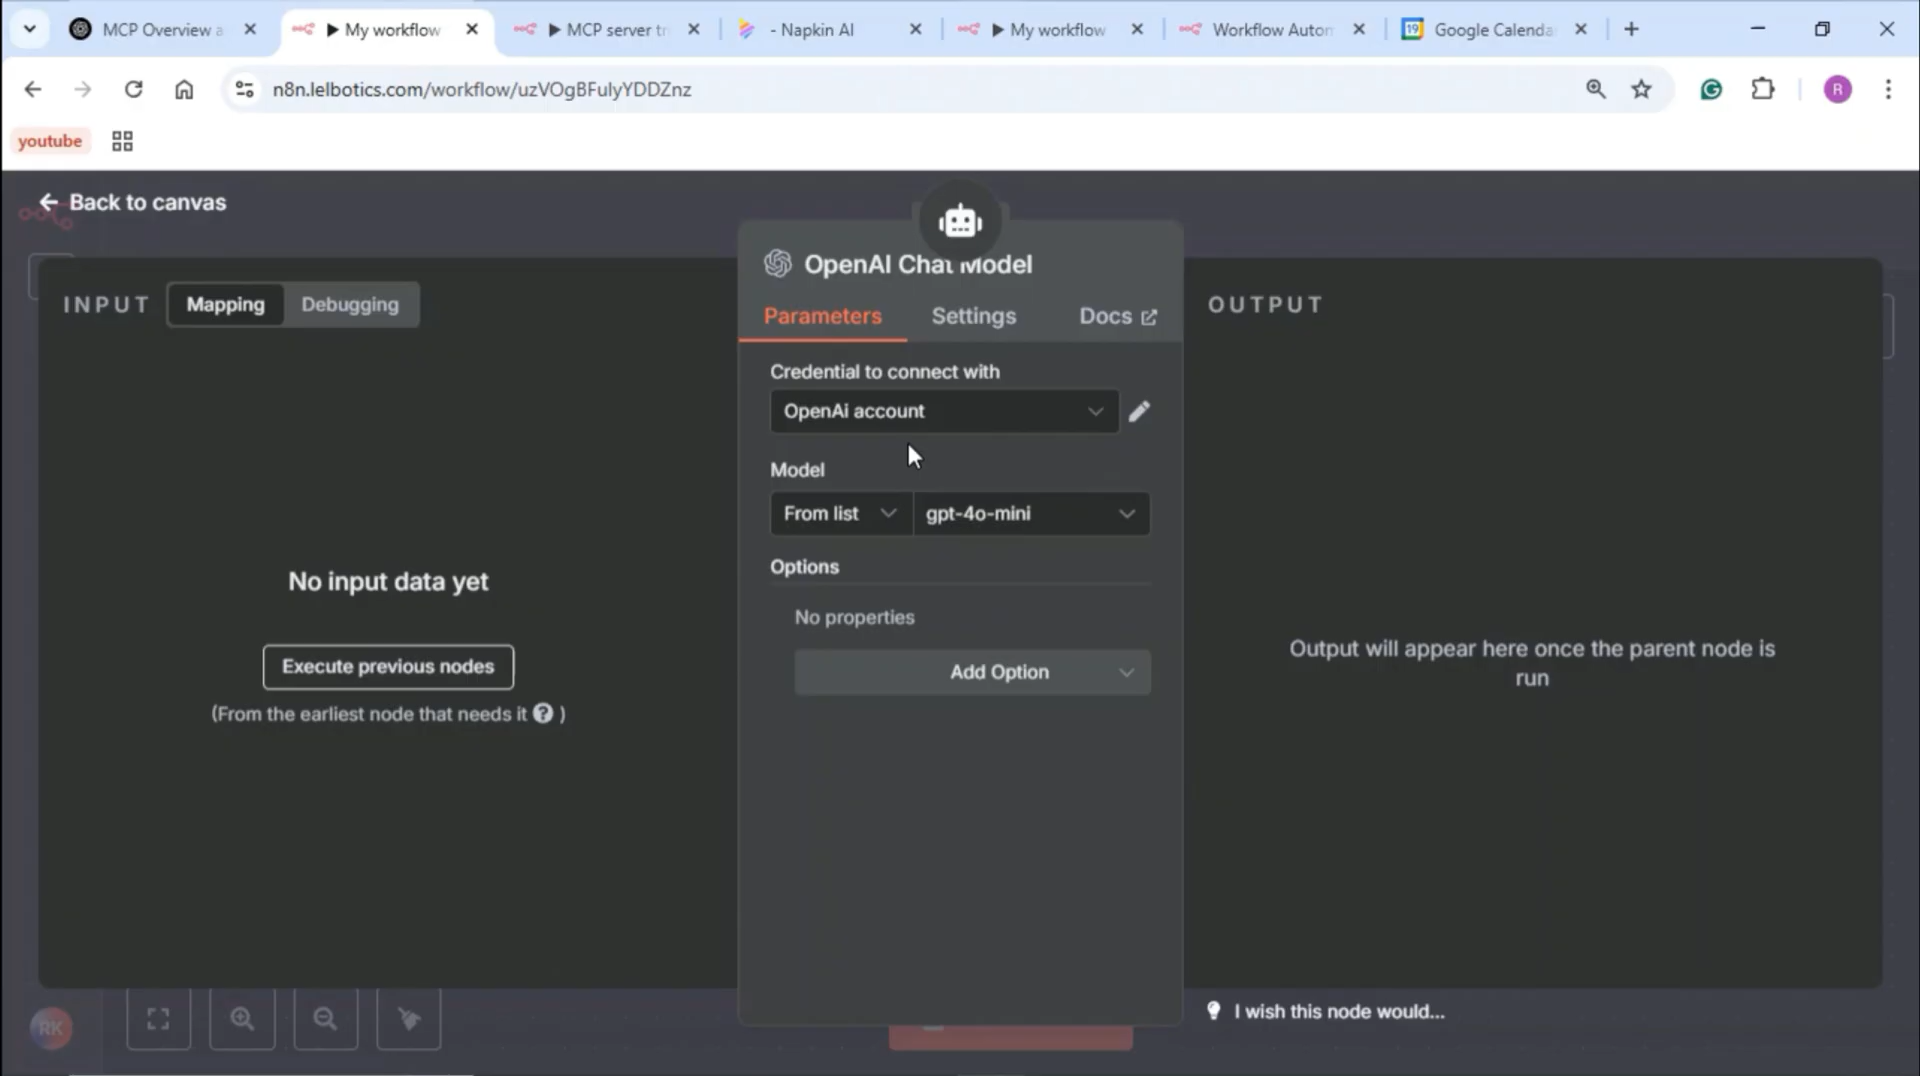 MCP Overview a
My workflow
MCP server tr
- Napkin AI
My workflow
Workflow Autom
19
Google Calenda
n8n.lelbotics.com/workflow/uzVOgBFulyYDDZnz
R
youtube
Back to canvas
OpenAI Chat Model
INPUT
Mapping
Debugging
Parameters
Settings
Docs
OUTPUT
Credential to connect with
OpenAi account
Model
From list
gpt-4o-mini
Options
No properties
Add Option
No input data yet
Execute previous nodes
(From the earliest node that needs it ? )
Output will appear here once the parent node is
run
I wish this node would...
RK